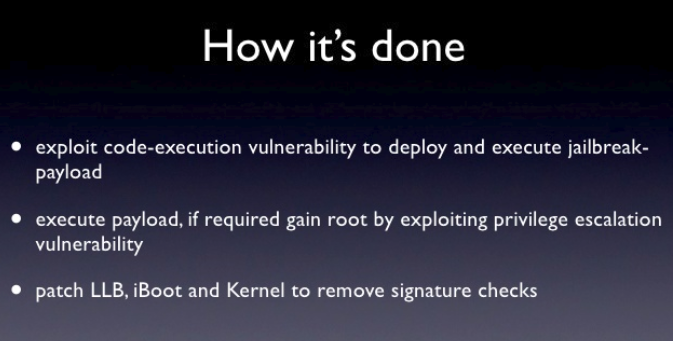 How it's done
• exploit code-execution vulnerability to deploy and execute jailbreak-
payload
• execute payload, if required gain root by exploiting privilege escalation
vulnerability
• patch LLB, iBoot and Kernel to remove signature checks